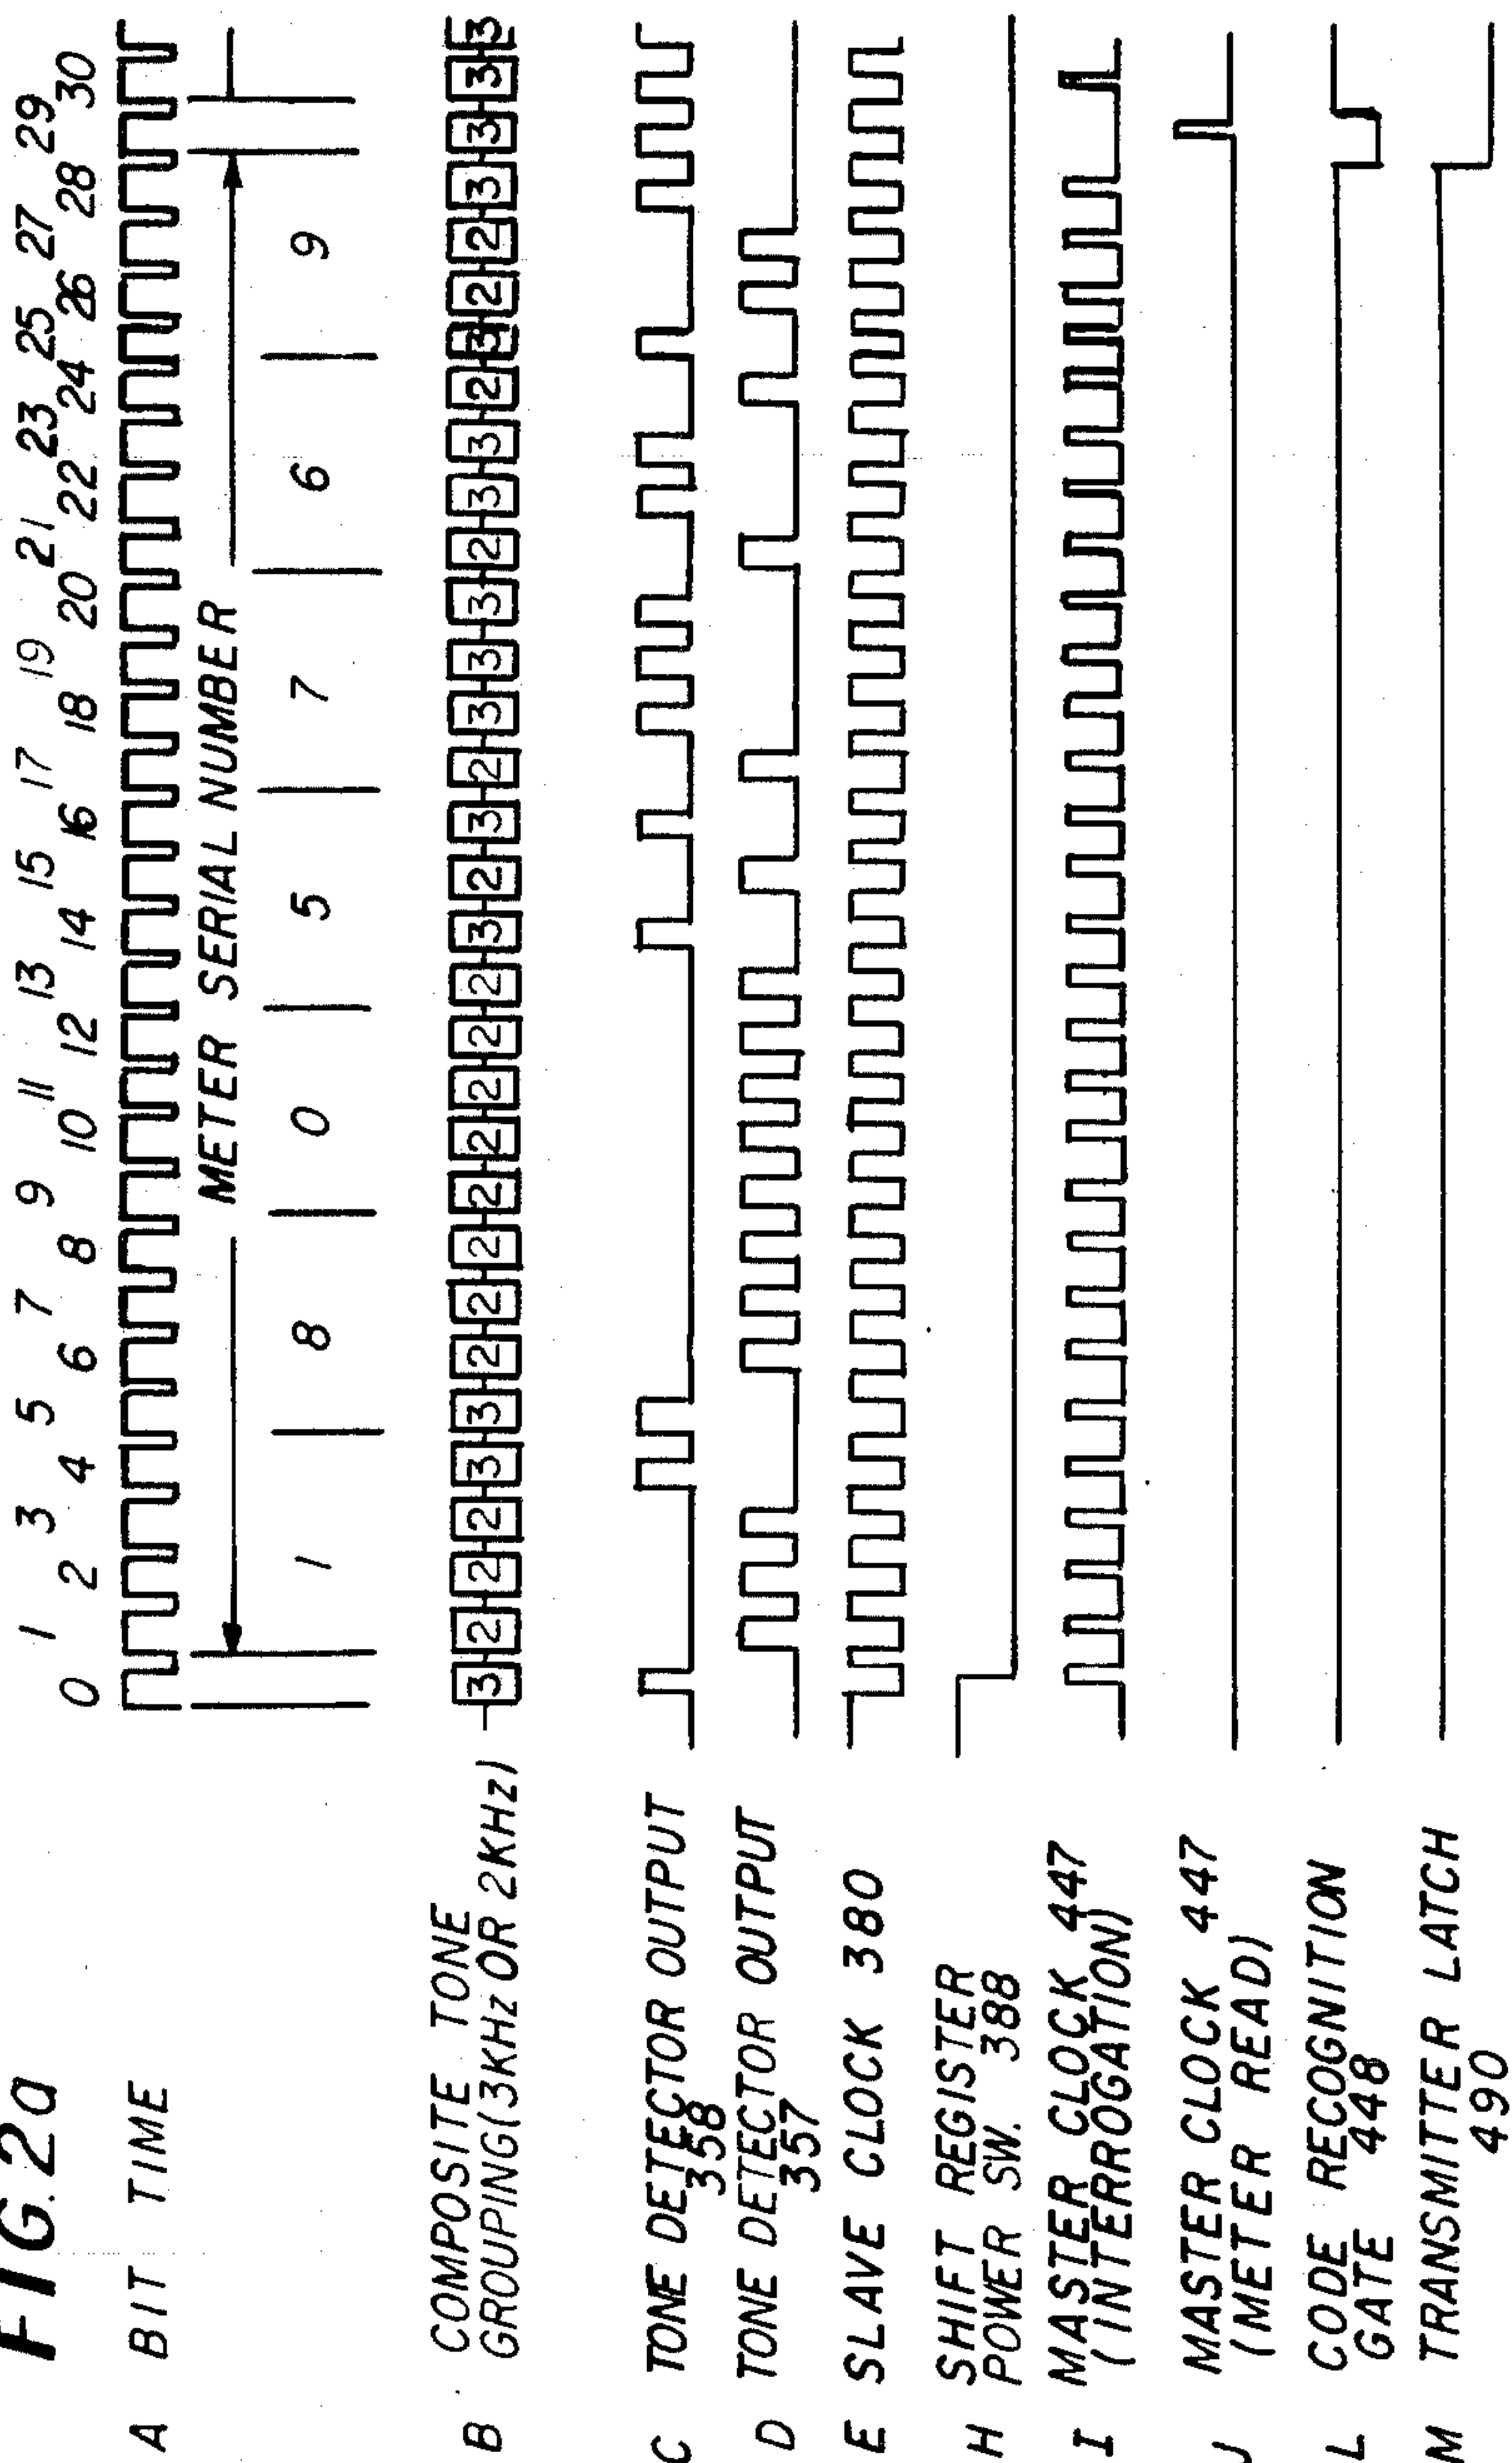 FIG. 2a
1 3 5 7 9 11 13 15 17 19 21 23 25 27 29
0 2 4 6 8 10 12 14 16 18 20 22 24 26 28 30
A BIT TIME
METER SERIAL NUMBER
1 8 0 5 7 6 9
B COMPOSITE TONE
GROUPING(3KHz OR 2KHz)
3 2 2 2 3 3 2 2 2 2 2 2 2 2 3 2 3 2 3 3 3 2 3 3 2 3 2 2 3 3 3 3
C TONE DETECTOR OUTPUT
358
D TONE DETECTOR OUTPUT
357
E SLAVE CLOCK 380
H SHIFT REGISTER
POWER SW. 388
I MASTER CLOCK 447
(INTERROGATION)
J MASTER CLOCK 447
(METER READ)
L CODE RECOGNITION
GATE 448
M TRANSMITTER LATCH
490